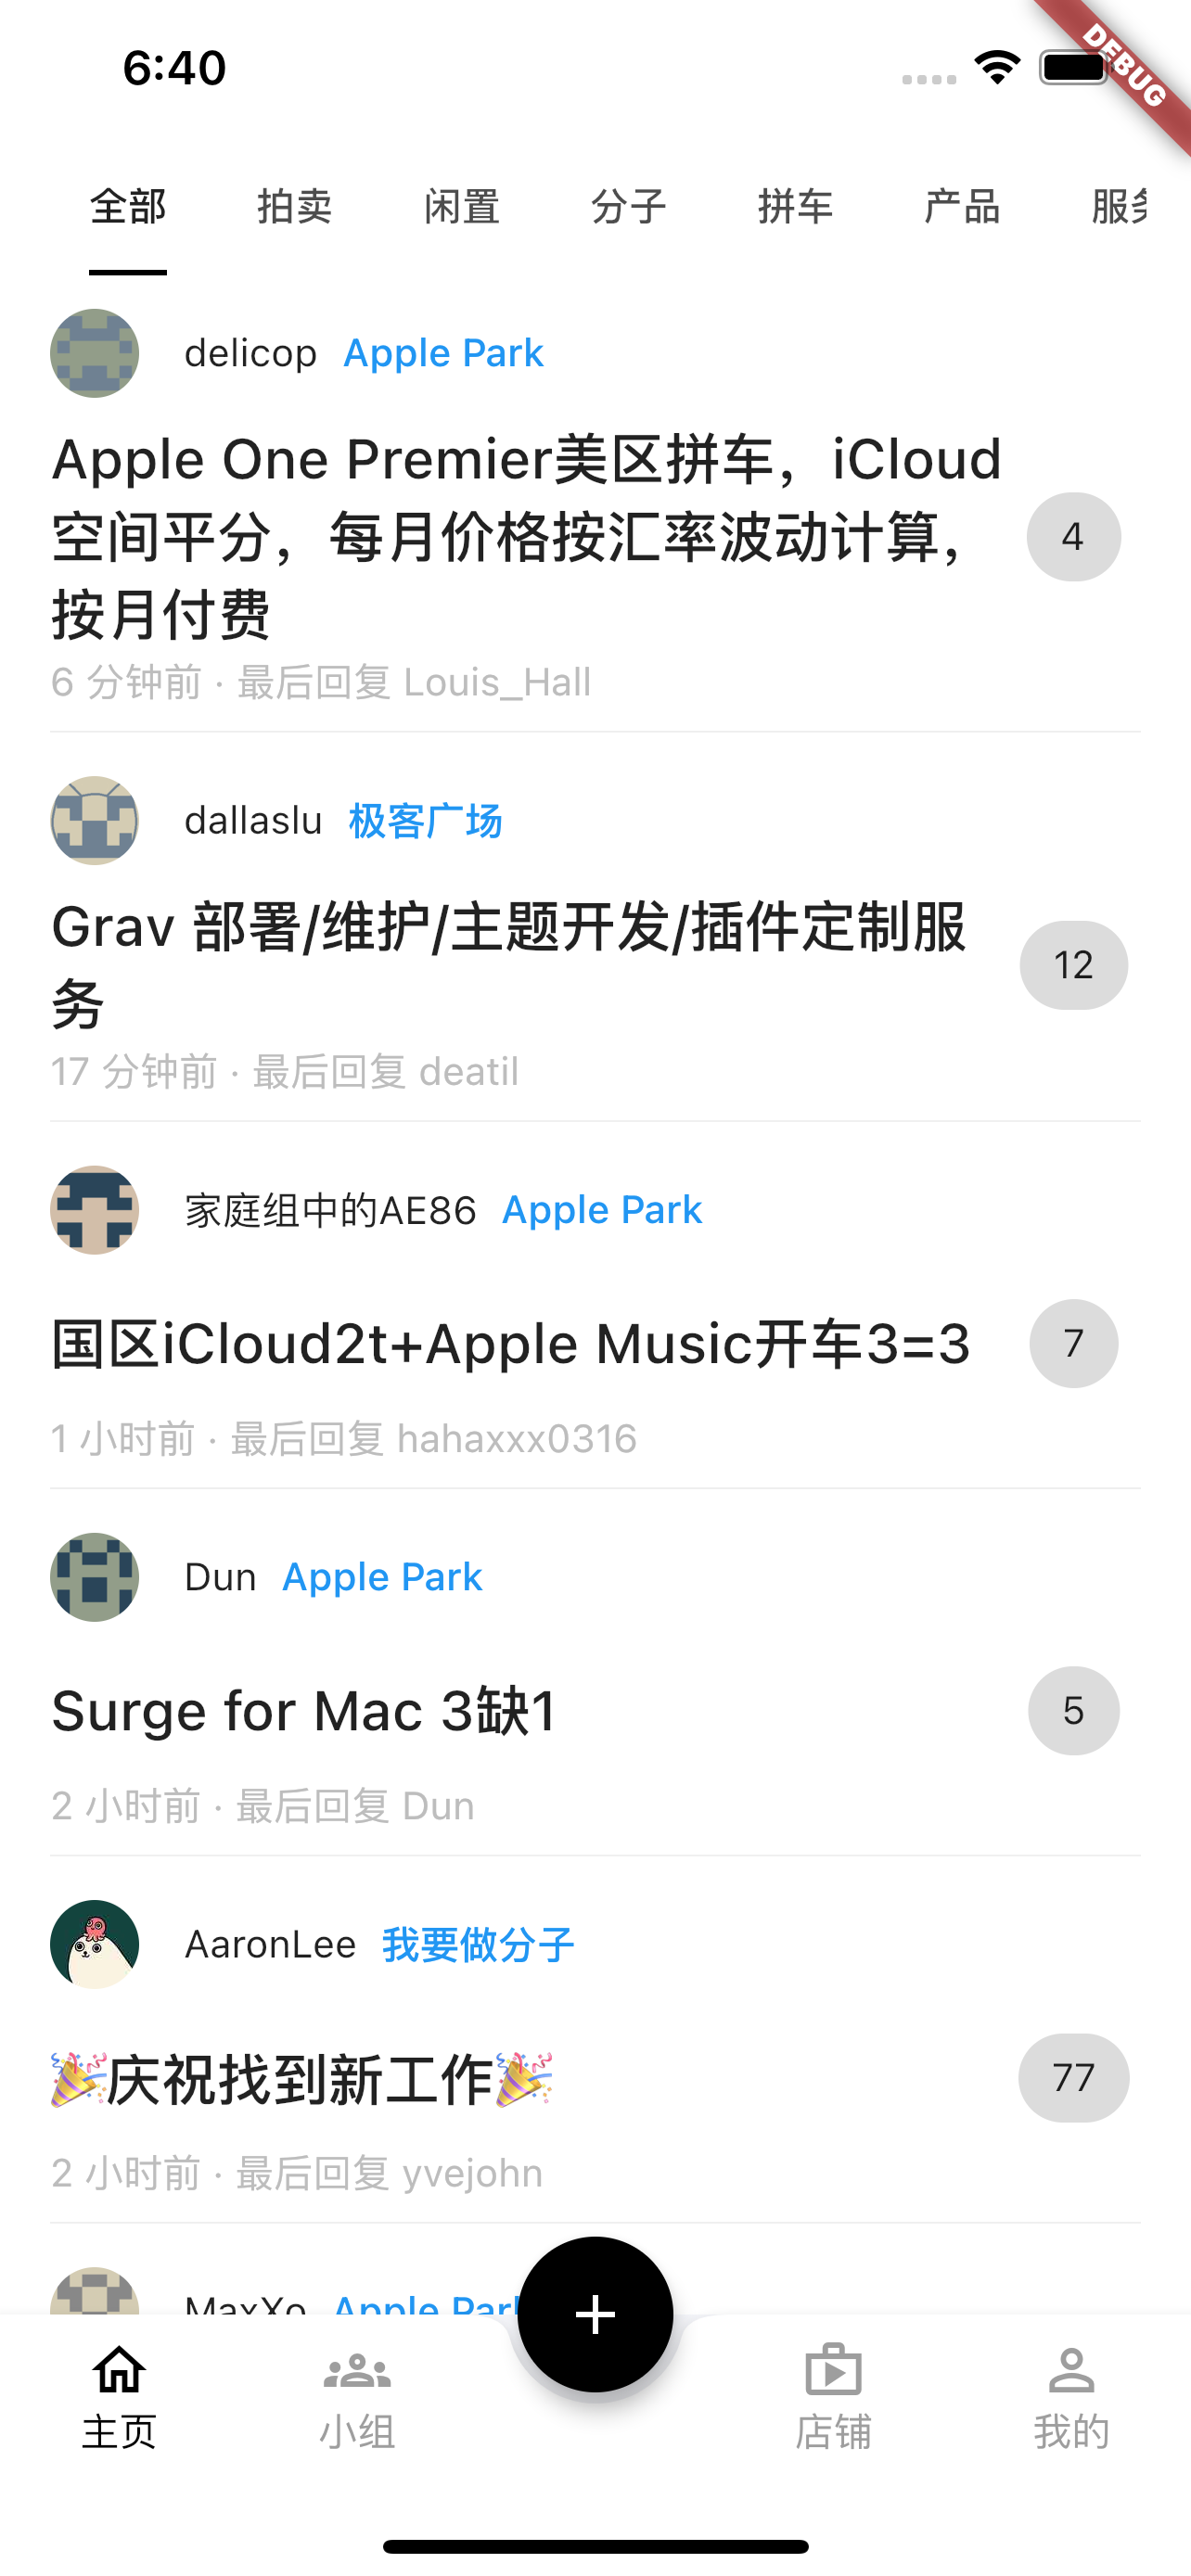 6:40
DEBUG
全部 拍卖 闲置 分子 拼车 产品 服务
delicop Apple Park
Apple One Premier美区拼车，iCloud
空间平分，每月价格按汇率波动计算，
按月付费
4
6 分钟前 · 最后回复 Louis_Hall
dallaslu 极客广场
Grav 部署/维护/主题开发/插件定制服
务
12
17 分钟前 · 最后回复 deatil
家庭组中的AE86 Apple Park
国区iCloud2t+Apple Music开车3=3
7
1 小时前 · 最后回复 hahaxxx0316
Dun Apple Park
Surge for Mac 3缺1
5
2 小时前 · 最后回复 Dun
AaronLee 我要做分子
🎉庆祝找到新工作🎉
77
2 小时前 · 最后回复 yvejohn
MaxXo Apple Park
主页 小组 店铺 我的